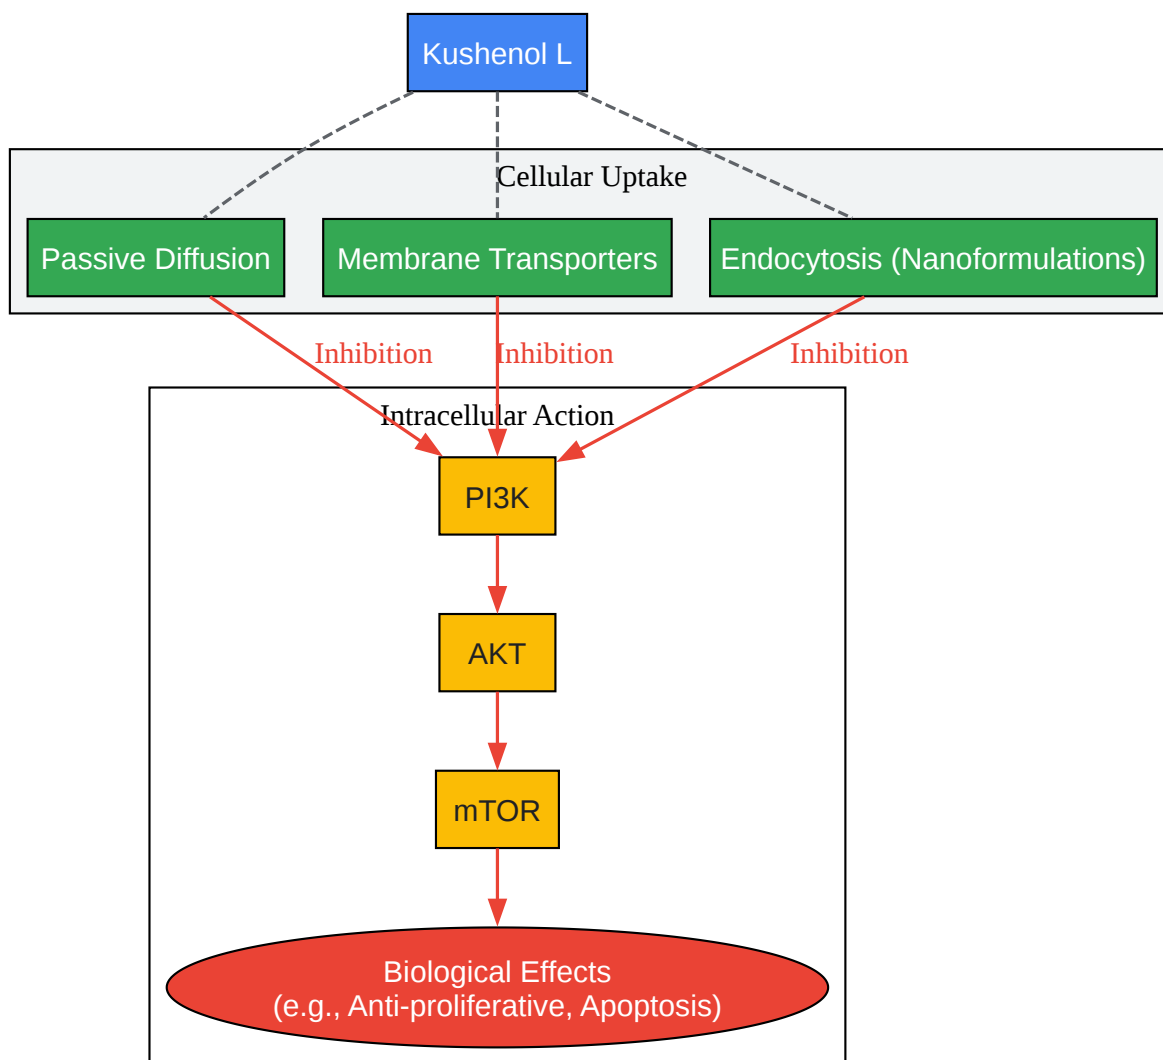 Kushenol L
Cellular Uptake
Passive Diffusion
Membrane Transporters
Endocytosis (Nanoformulations)
Inhibition
Inhibition
Inhibition
Intracellular Action
PI3K
AKT
mTOR
Biological Effects
(e.g., Anti-proliferative, Apoptosis)